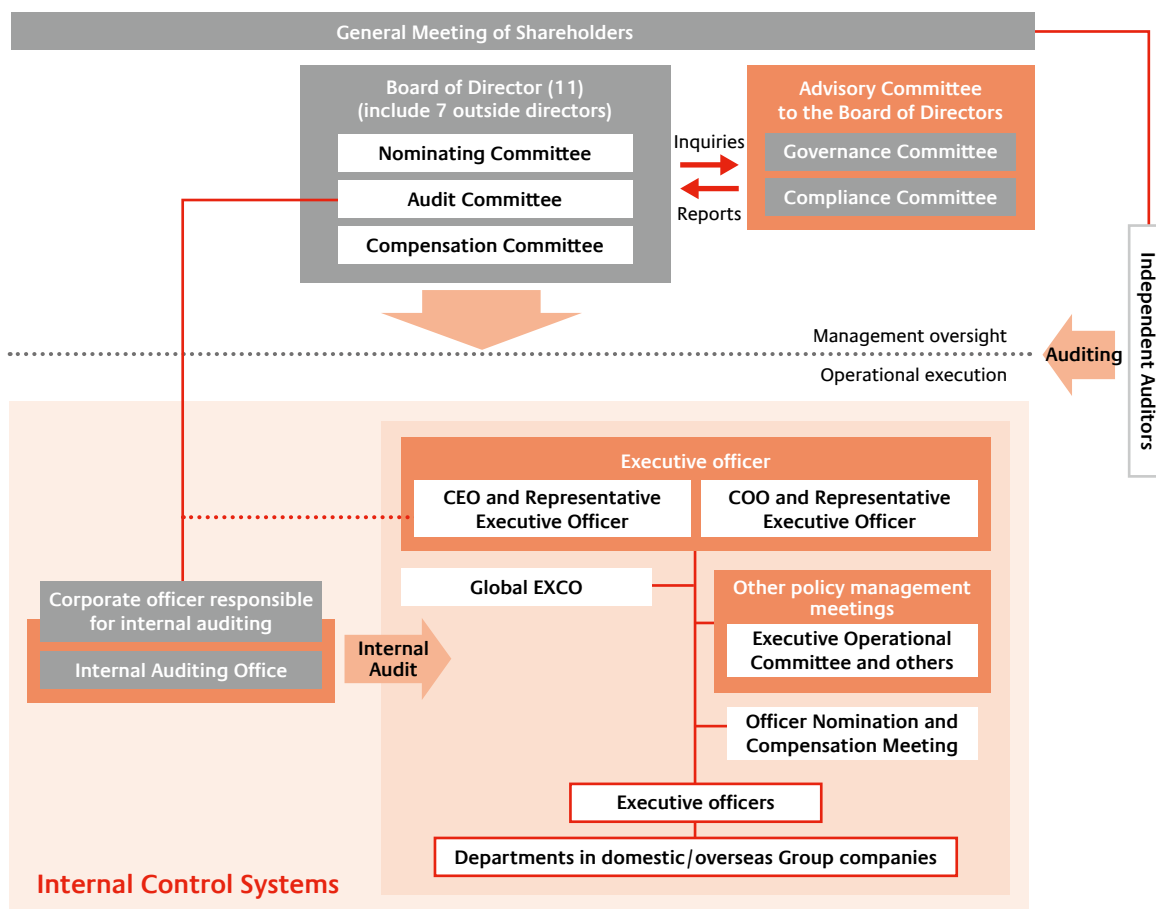 General Meeting of Shareholders
Board of Director (11)
(include 7 outside directors)
Nominating Committee
Audit Committee
Compensation Committee
Inquiries
Reports
Advisory Committee
to the Board of Directors
Governance Committee
Compliance Committee
Independent Auditors
Auditing
Management oversight
Operational execution
Executive officer
CEO and Representative
Executive Officer
COO and Representative
Executive Officer
Global EXCO
Other policy management
meetings
Executive Operational
Committee and others
Corporate officer responsible
for internal auditing
Internal Auditing Office
Internal
Audit
Officer Nomination and
Compensation Meeting
Executive officers
Departments in domestic/overseas Group companies
Internal Control Systems